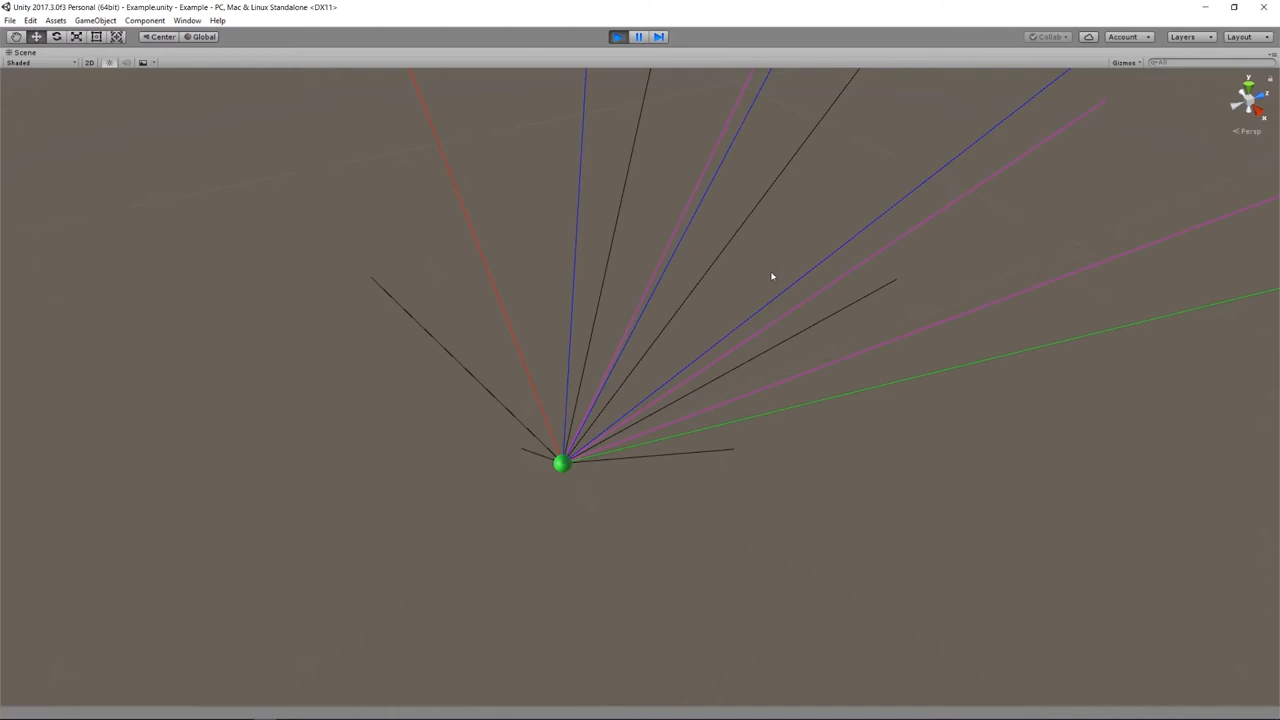 Unity 2017.3.0f3 Personal (64bit) - Example.unity - Example - PC, Mac & Linux Standalone <DX11>
File Edit Assets GameObject Component Window Help
Center Global Collab Account Layers Layout
Scene
Shaded 2D Gizmos All
y
z
x
< Persp